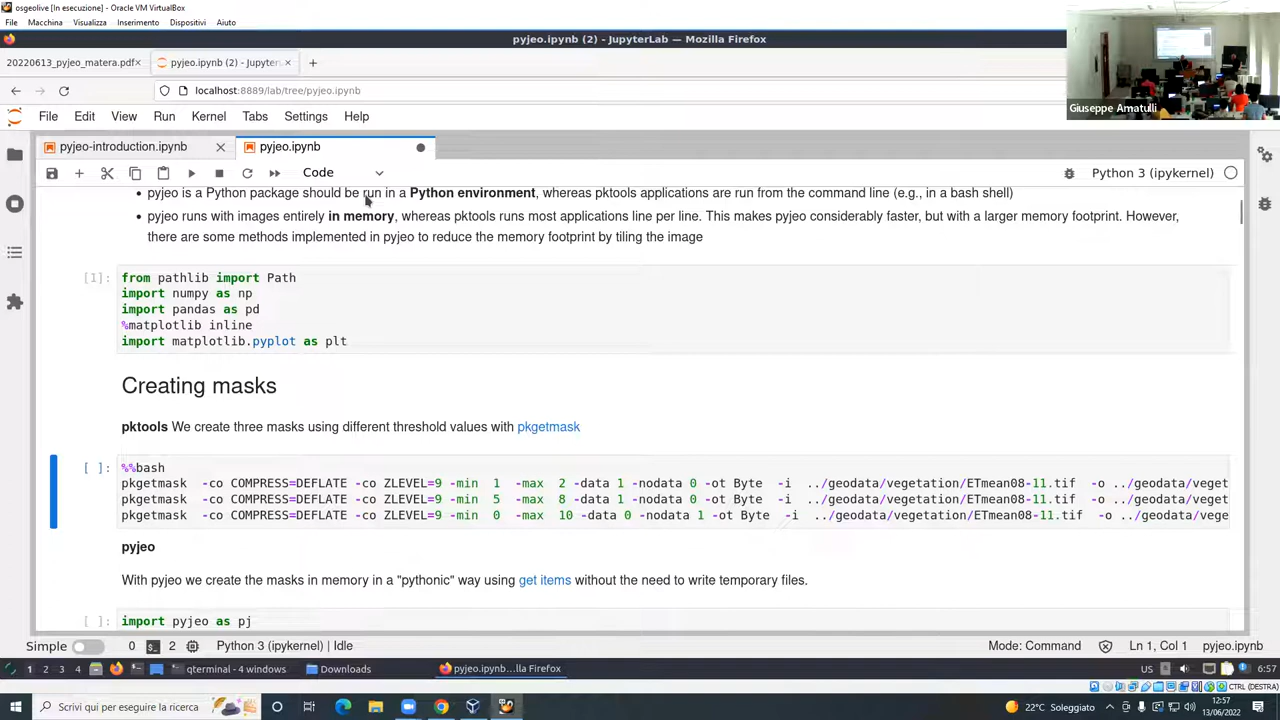 osgeolive [In esecuzione] - Oracle VM VirtualBox
File Macchina Visualizza Inserimento Dispositivi Aiuto
pyjeo.ipynb (2) - JupyterLab — Mozilla Firefox
20220613_pyjeo_matera.pdf × pyjeo.ipynb (2) - Jupyter × +
localhost:8889/lab/tree/pyjeo.ipynb
Giuseppe Amatulli
File Edit View Run Kernel Tabs Settings Help
pyjeo-introduction.ipynb × pyjeo.ipynb
Code
Python 3 (ipykernel)
• pyjeo is a Python package should be run in a Python environment, whereas pktools applications are run from the command line (e.g., in a bash shell)
• pyjeo runs with images entirely in memory, whereas pktools runs most applications line per line. This makes pyjeo considerably faster, but with a larger memory footprint. However,
there are some methods implemented in pyjeo to reduce the memory footprint by tiling the image
[1]: from pathlib import Path
import numpy as np
import pandas as pd
%matplotlib inline
import matplotlib.pyplot as plt
Creating masks
pktools We create three masks using different threshold values with pkgetmask
[ ]: %%bash
pkgetmask -co COMPRESS=DEFLATE -co ZLEVEL=9 -min 1 -max 2 -data 1 -nodata 0 -ot Byte -i ../geodata/vegetation/ETmean08-11.tif -o ../geodata/veget
pkgetmask -co COMPRESS=DEFLATE -co ZLEVEL=9 -min 5 -max 8 -data 1 -nodata 0 -ot Byte -i ../geodata/vegetation/ETmean08-11.tif -o ../geodata/veget
pkgetmask -co COMPRESS=DEFLATE -co ZLEVEL=9 -min 0 -max 10 -data 0 -nodata 1 -ot Byte -i ../geodata/vegetation/ETmean08-11.tif -o ../geodata/vege
pyjeo
With pyjeo we create the masks in memory in a "pythonic" way using get items without the need to write temporary files.
[ ]: import pyjeo as pj
Simple 0 2 Python 3 (ipykernel) | Idle Mode: Command Ln 1, Col 1 pyjeo.ipynb
1 2 3 4 qterminal - 4 windows Downloads pyjeo.ipynb...lla Firefox US 6:57
CTRL (DESTRA)
Scrivi qui per eseguire la ricerca 22°C Soleggiato 12:57
13/06/2022